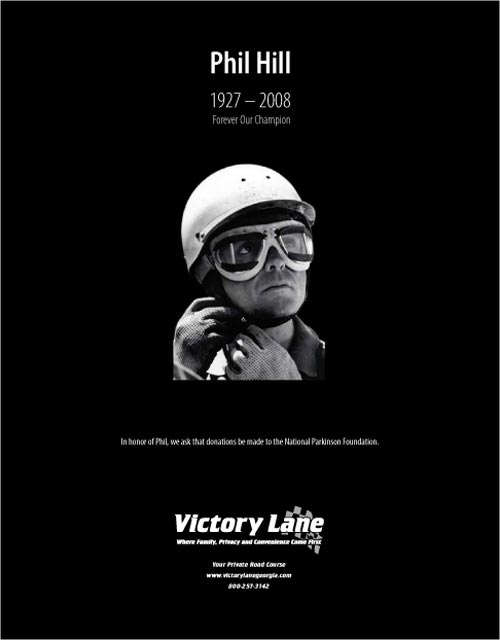 Phil Hill
1927 – 2008
Forever Our Champion
In honor of Phil, we ask that donations be made to the National Parkinson Foundation.
Victory Lane
Where Family, Privacy and Convenience Come First
Your Private Road Course
www.victorylanegeorgia.com
800-257-3142